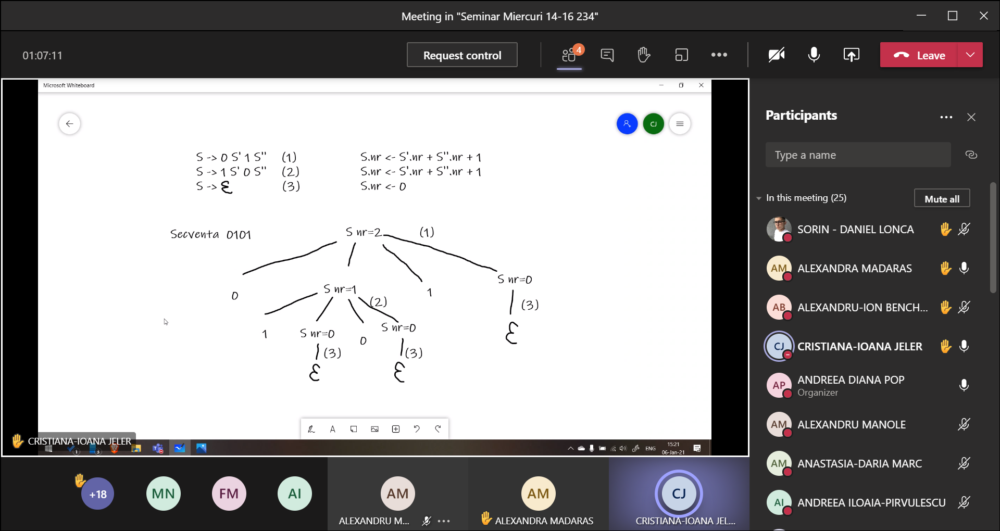 Meeting in "Seminar Miercuri 14-16 234"
01:07:11
Request control
4
Leave
Microsoft Whiteboard
CJ
S -> 0 S' 1 S'' (1) S.nr <- S'.nr + S''.nr + 1
S -> 1 S' 0 S'' (2) S.nr <- S'.nr + S''.nr + 1
S -> ε (3) S.nr <- 0
Secventa 0101
S nr=2 (1)
S nr=0
0 S nr=1 1
(2) (3)
1 S nr=0 0 S nr=0 ε
(3) (3)
ε ε
A
CRISTIANA-IOANA JELER
1 3
ENG
15:21
06-Jan-21
+18 MN FM AI AM AM CJ
ALEXANDRU M... ALEXANDRA MADARAS CRISTIANA-IOANA JEL...
Participants
Type a name
In this meeting (25) Mute all
SORIN - DANIEL LONCA
AM ALEXANDRA MADARAS
AB ALEXANDRU-ION BENCH...
CJ CRISTIANA-IOANA JELER
AP ANDREEA DIANA POP
Organizer
AM ALEXANDRU MANOLE
AM ANASTASIA-DARIA MARC
AI ANDREEA ILOAIA-PIRVULESCU